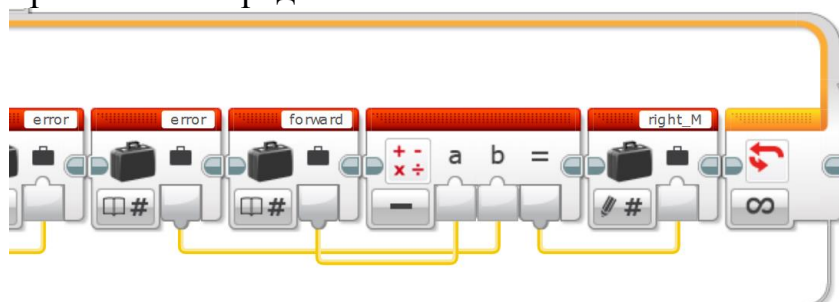 error error forward right_M
+ - a b =
× ÷
# # − # ∞